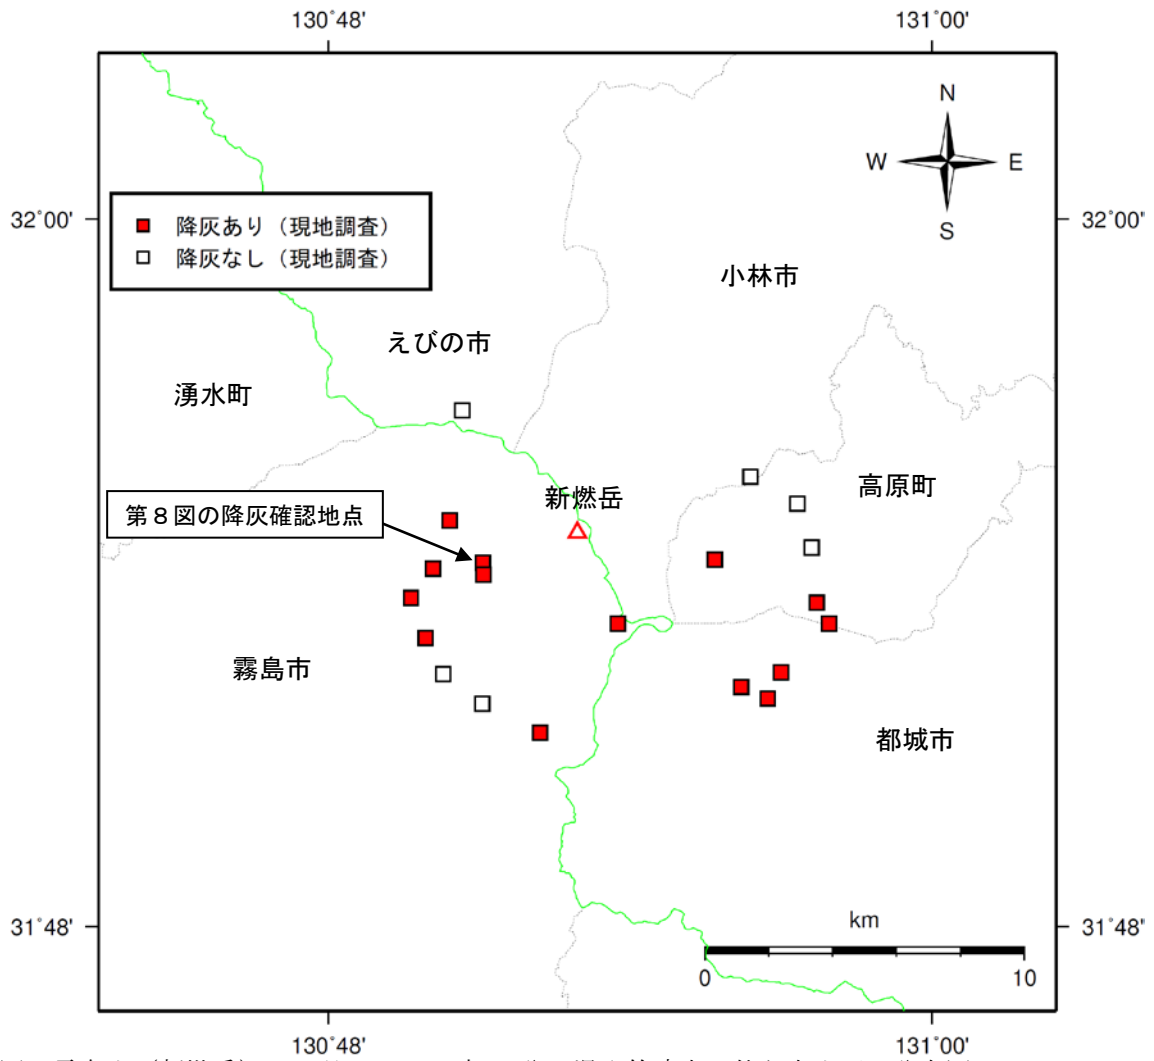 130°48'
131°00'
N
W
E
S
32°00'
32°00'
降灰あり（現地調査）
降灰なし（現地調査）
小林市
えびの市
湧水町
新燃岳
高原町
第８図の降灰確認地点
霧島市
都城市
31°48'
31°48'
km
0
10
130°48'
131°00'